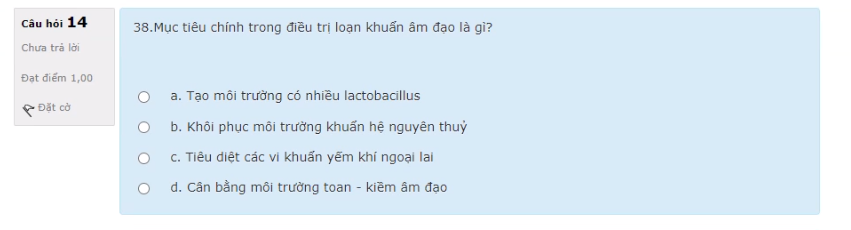 Câu hỏi 14
Chưa trả lời
Đạt điểm 1,00
Đặt cờ
38.Mục tiêu chính trong điều trị loạn khuẩn âm đạo là gì?
a. Tạo môi trường có nhiều lactobacillus
b. Khôi phục môi trường khuẩn hệ nguyên thuỷ
c. Tiêu diệt các vi khuẩn yếm khí ngoại lai
d. Cân bằng môi trường toan - kiềm âm đạo